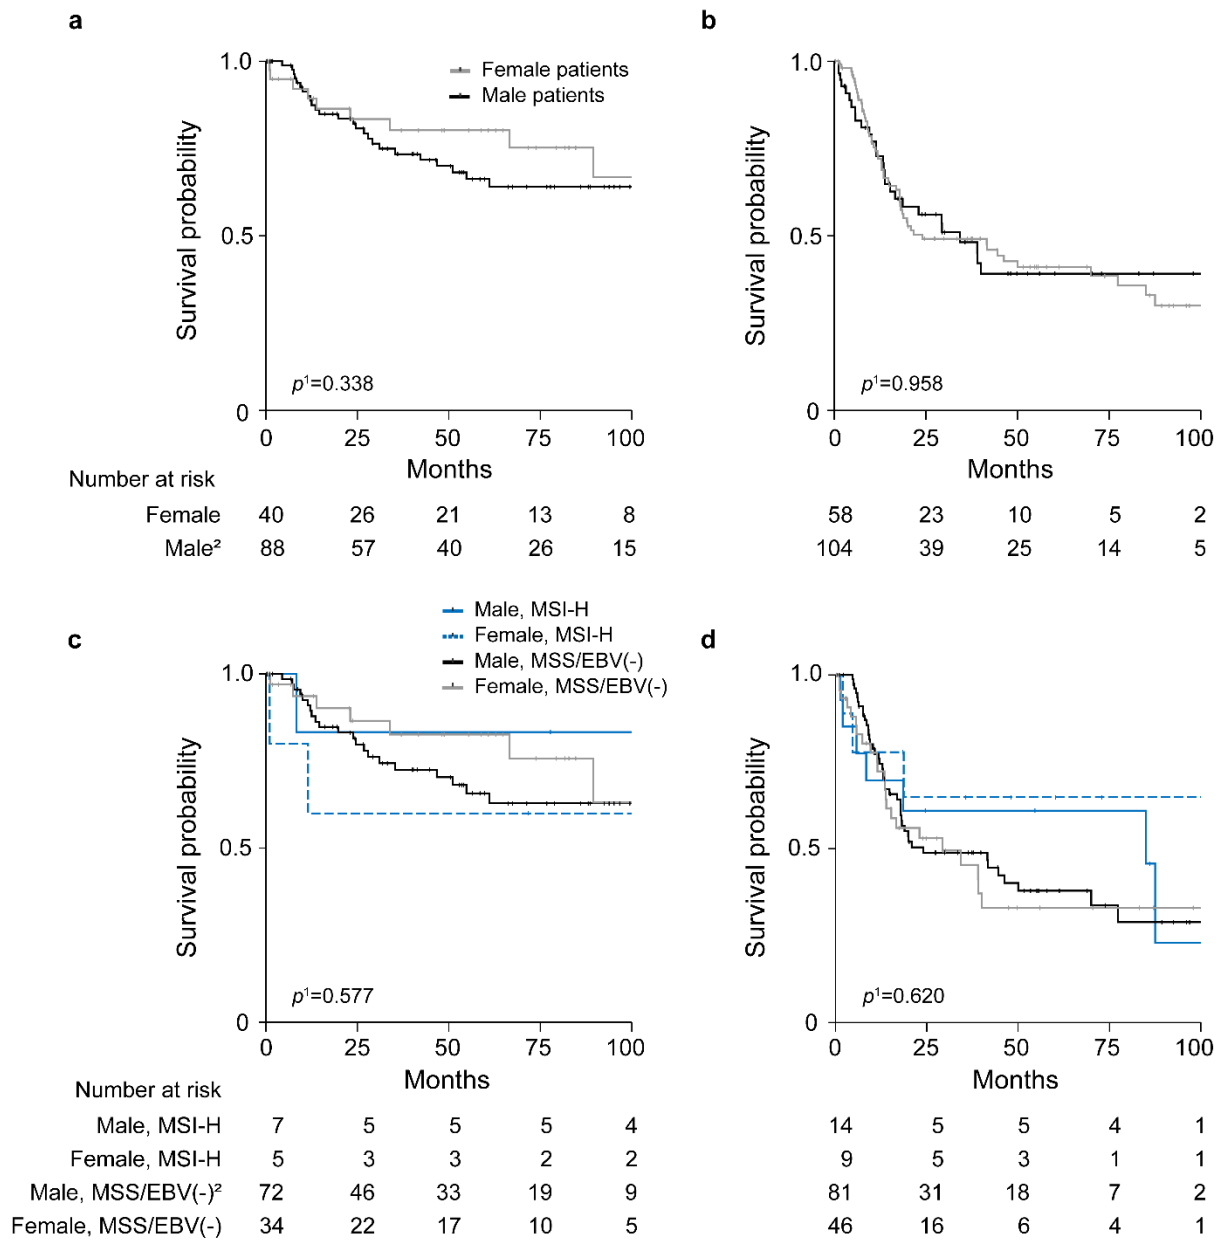 a
b
1.0
Female patients
Male patients
1.0
Survival probability
0.5
Survival probability
0.5
p¹=0.338
p¹=0.958
0
0
0 25 50 75 100
0 25 50 75 100
Months
Months
Number at risk
Female 40 26 21 13 8
58 23 10 5 2
Male² 88 57 40 26 15
104 39 25 14 5
c
d
Male, MSI-H
Female, MSI-H
Male, MSS/EBV(-)
Female, MSS/EBV(-)
1.0
1.0
Survival probability
0.5
Survival probability
0.5
p¹=0.577
p¹=0.620
0
0
0 25 50 75 100
0 25 50 75 100
Months
Months
Number at risk
Male, MSI-H 7 5 5 5 4
14 5 5 4 1
Female, MSI-H 5 3 3 2 2
9 5 3 1 1
Male, MSS/EBV(-)² 72 46 33 19 9
81 31 18 7 2
Female, MSS/EBV(-) 34 22 17 10 5
46 16 6 4 1